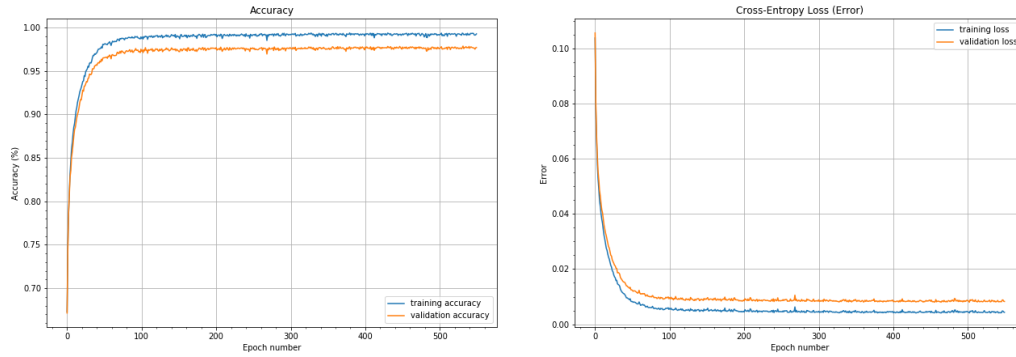 Accuracy
1.00
0.95
0.90
0.85
0.80
0.75
0.70
Accuracy (%)
training accuracy
validation accuracy
0 100 200 300 400 500
Epoch number
Cross-Entropy Loss (Error)
training loss
validation loss
0.10
0.08
0.06
0.04
0.02
0.00
Error
0 100 200 300 400 500
Epoch number